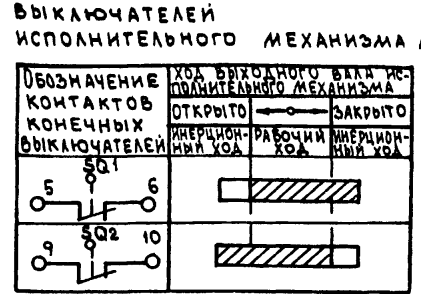 ВЫКЛЮЧАТЕЛЕЙ
ИСПОЛНИТЕЛЬНОГО МЕХАНИЗМА
ОБОЗНАЧЕНИЕ
КОНТАКТОВ
КОНЕЧНЫХ
ВЫКЛЮЧАТЕЛЕЙ
ХОД ВЫХОДНОГО ВАЛА ИС-
ПОЛНИТЕЛЬНОГО МЕХАНИЗМА
ОТКРЫТО ЗАКРЫТО
ИНЕРЦИОН-
НЫЙ ХОД
РАБОЧИЙ
ХОД
ИНЕРЦИОН-
НЫЙ ХОД
SQ1
5 6
SQ2
9 10